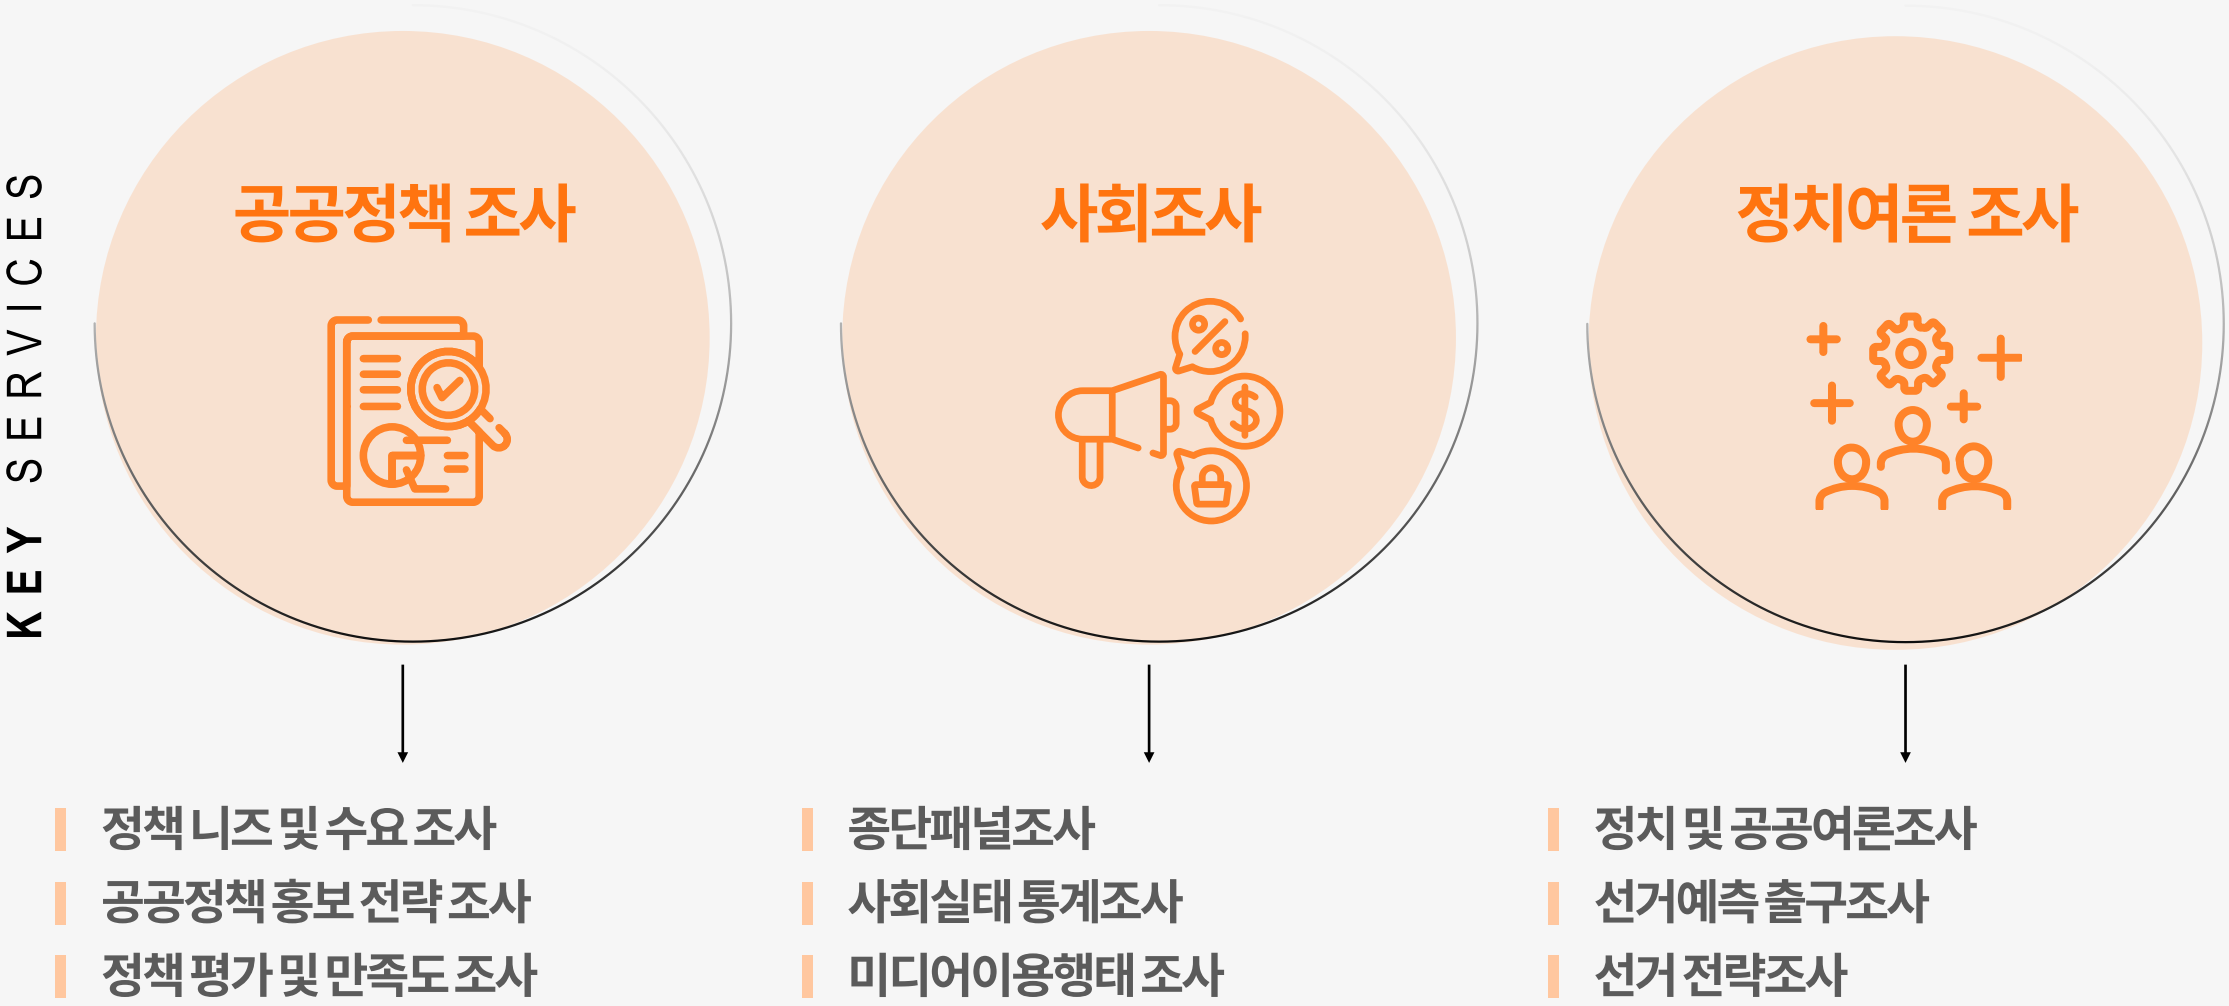 KEY SERVICES
공공정책 조사
정책 니즈 및 수요 조사
공공정책 홍보 전략 조사
정책 평가 및 만족도 조사
사회조사
%
$
종단패널조사
사회실태 통계조사
미디어이용행태 조사
정치여론 조사
정치 및 공공여론조사
선거예측 출구조사
선거 전략조사